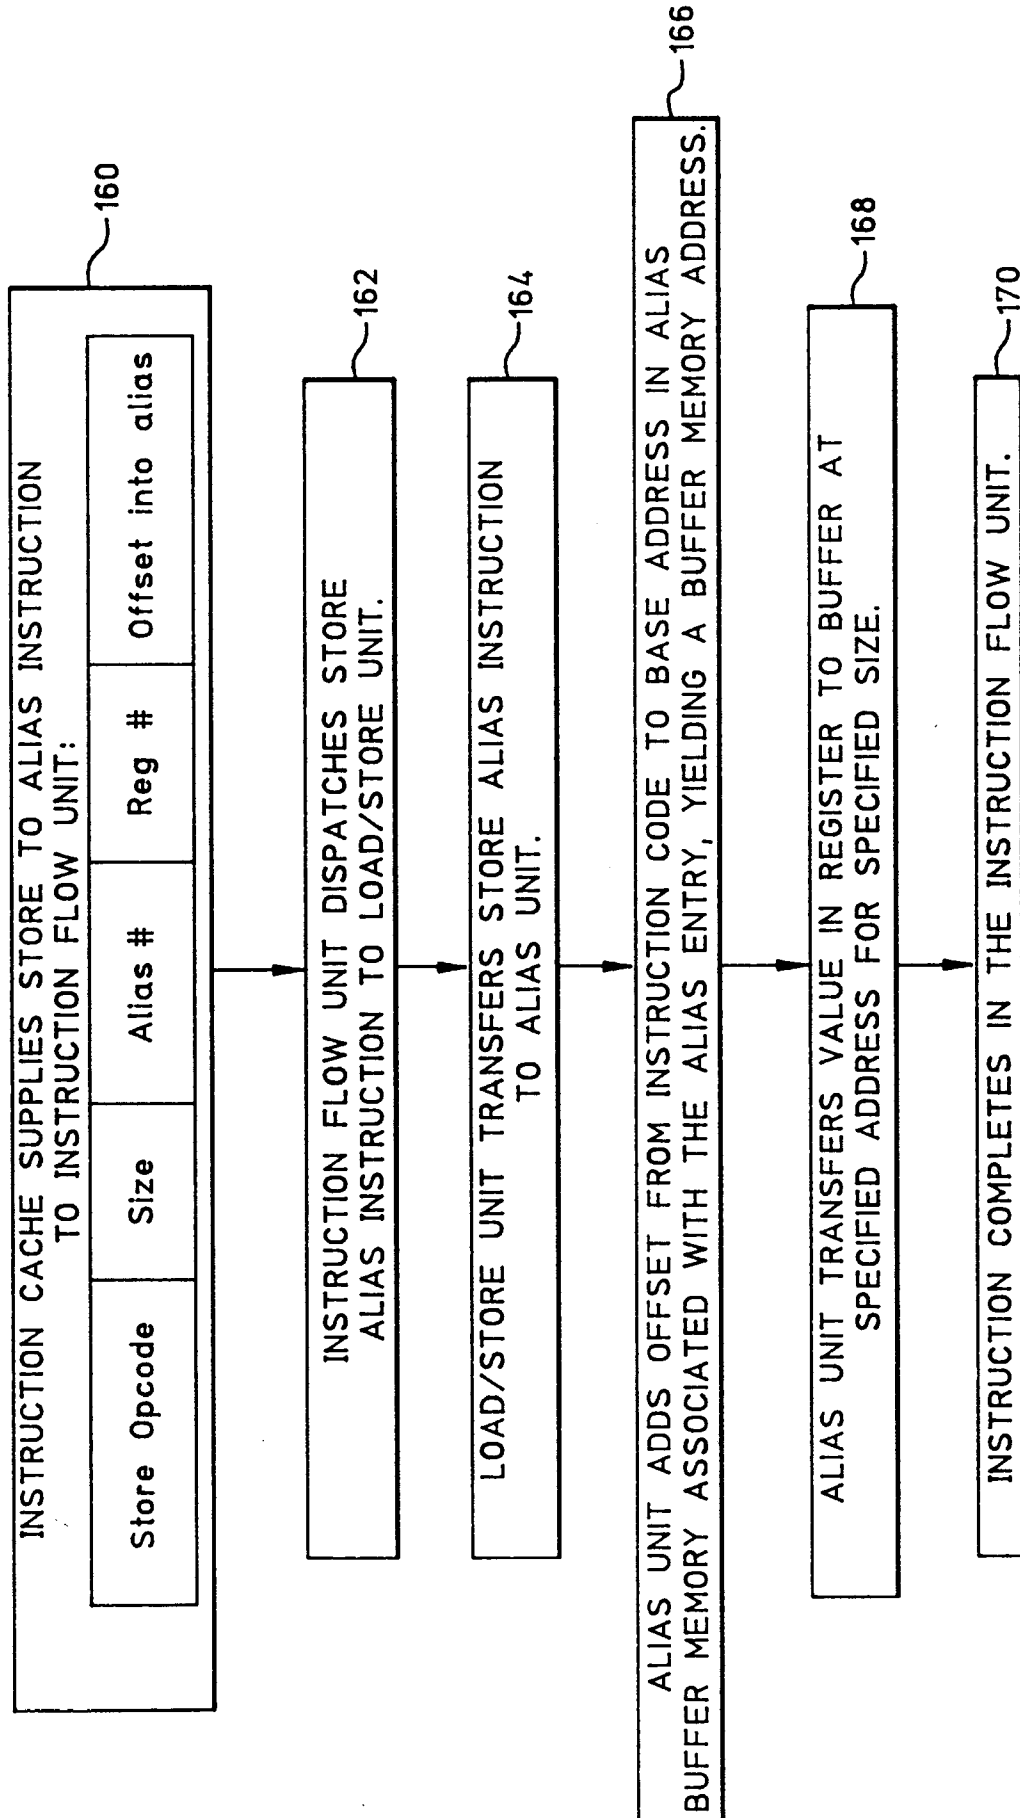 INSTRUCTION CACHE SUPPLIES STORE TO ALIAS INSTRUCTION
TO INSTRUCTION FLOW UNIT:
Store Opcode
Size
Alias #
Reg #
Offset into alias
160
INSTRUCTION FLOW UNIT DISPATCHES STORE
ALIAS INSTRUCTION TO LOAD/STORE UNIT.
162
LOAD/STORE UNIT TRANSFERS STORE ALIAS INSTRUCTION
TO ALIAS UNIT.
164
ALIAS UNIT ADDS OFFSET FROM INSTRUCTION CODE TO BASE ADDRESS IN ALIAS
BUFFER MEMORY ASSOCIATED WITH THE ALIAS ENTRY, YIELDING A BUFFER MEMORY ADDRESS.
166
ALIAS UNIT TRANSFERS VALUE IN REGISTER TO BUFFER AT
SPECIFIED ADDRESS FOR SPECIFIED SIZE.
168
INSTRUCTION COMPLETES IN THE INSTRUCTION FLOW UNIT.
170